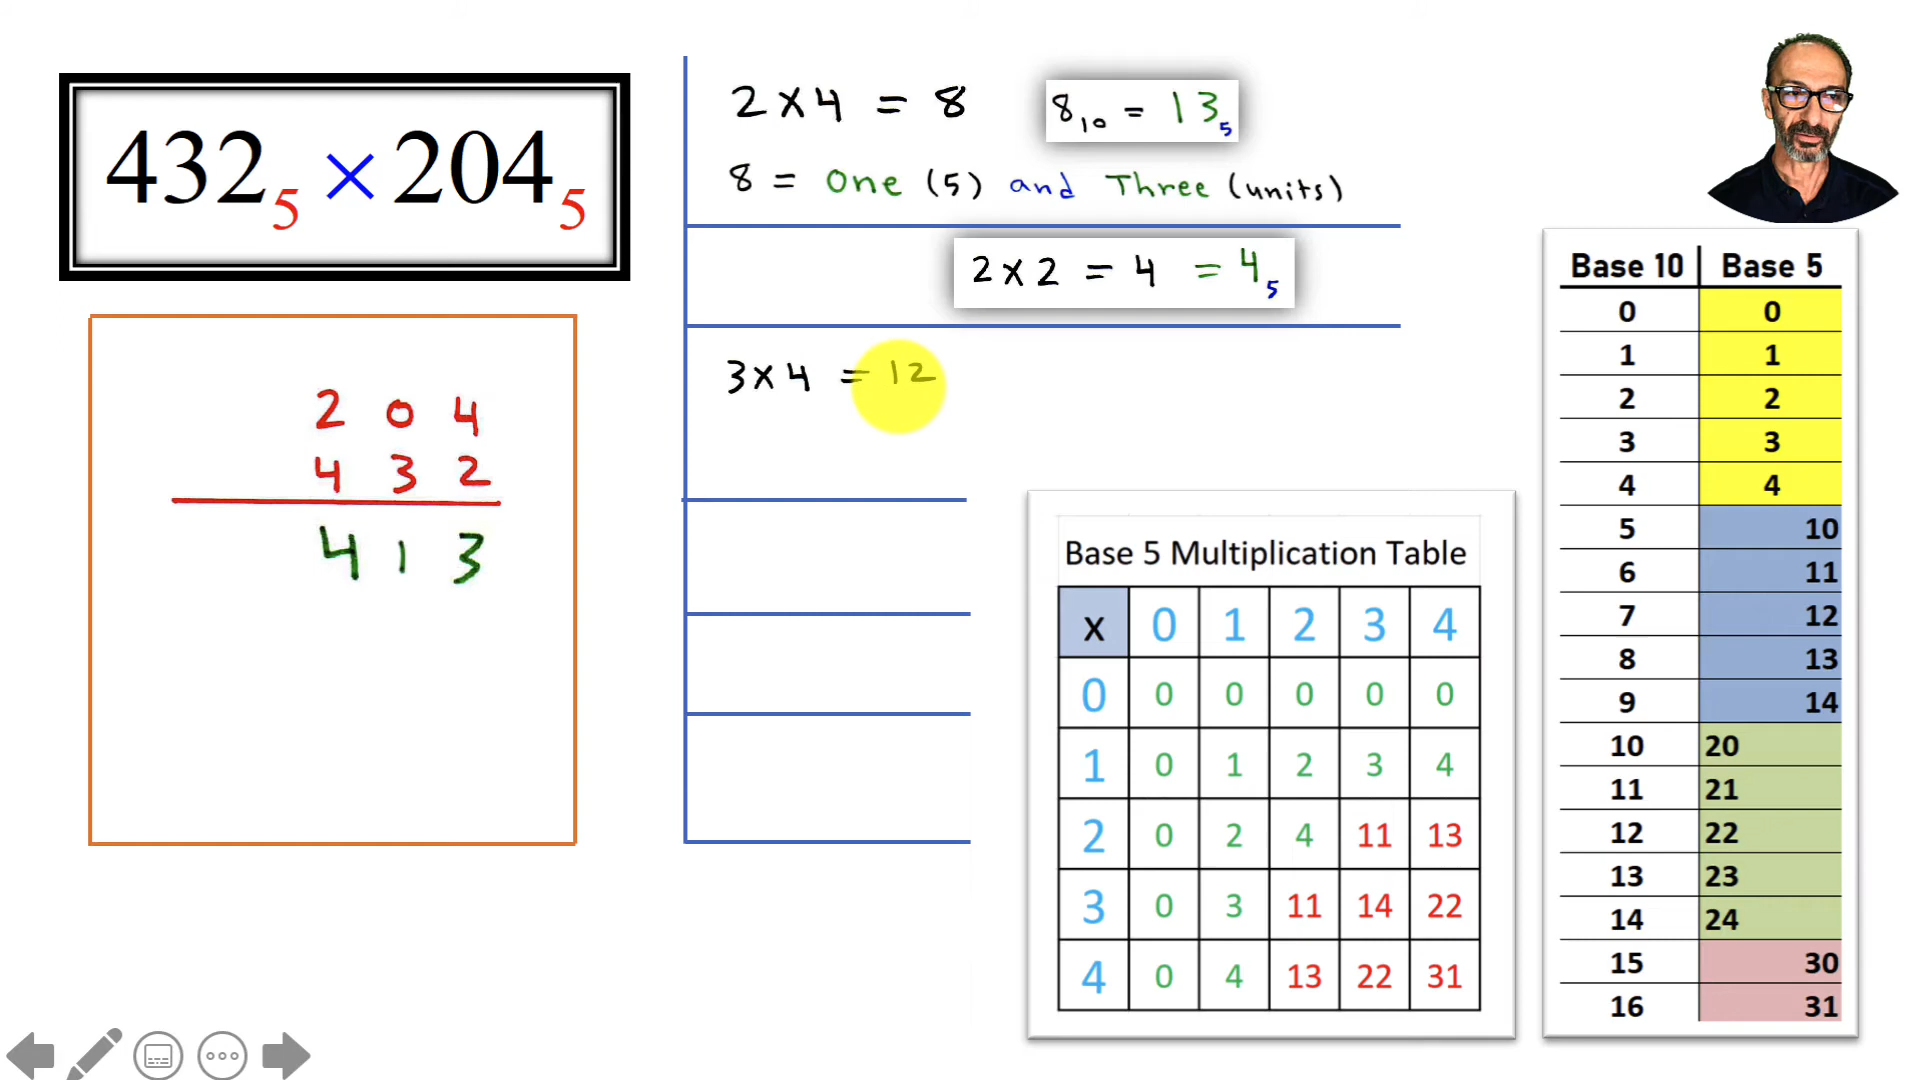 432₅ × 204₅
2 0 4
4 3 2
4 1 3
2 x 4 = 8
8₁₀ = 13₅
8 = One (5) and Three (units)
2 x 2 = 4 = 4₅
3 x 4 = 12
Base 5 Multiplication Table
x 0 1 2 3 4
0 0 0 0 0 0
1 0 1 2 3 4
2 0 2 4 11 13
3 0 3 11 14 22
4 0 4 13 22 31
Base 10 Base 5
0 0
1 1
2 2
3 3
4 4
5 10
6 11
7 12
8 13
9 14
10 20
11 21
12 22
13 23
14 24
15 30
16 31